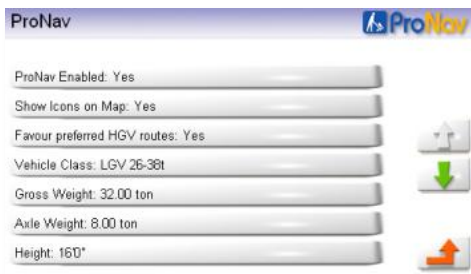 ProNav
ProNav
ProNav Enabled: Yes
Show Icons on Map: Yes
Favour preferred HGV routes: Yes
Vehicle Class: LGV 26-38t
Gross Weight: 32.00 ton
Axle Weight: 8.00 ton
Height: 16'0"